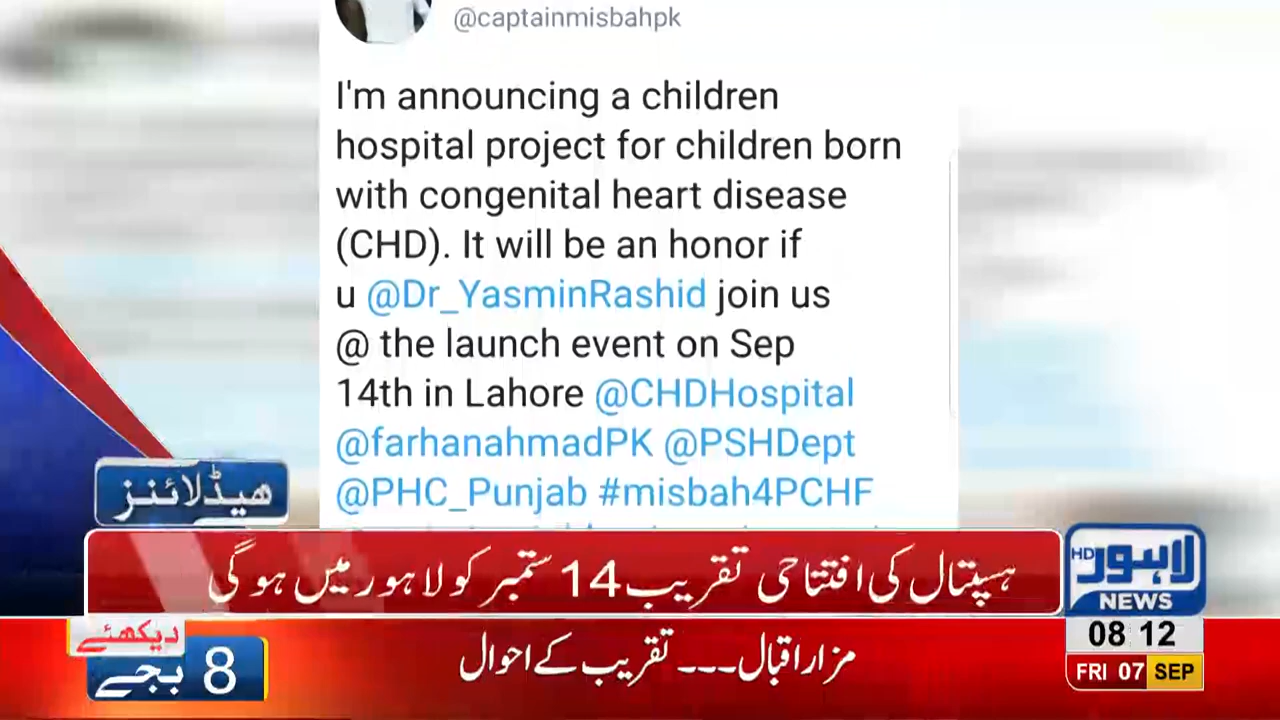 @captainmisbahpk
I'm announcing a children
hospital project for children born
with congenital heart disease
(CHD). It will be an honor if
u @Dr_YasminRashid join us
@ the launch event on Sep
14th in Lahore @CHDHospital
@farhanahmadPK @PSHDept
@PHC_Punjab #misbah4PCHF
ھیڈلائنز
ہسپتال کی افتتاحی تقریب 14 ستمبر کو لاہور میں ہوگی
لاہور HD
NEWS
08 12
FRI 07 SEP
دیکھئے
8 بجے
مزار اقبال۔۔۔ تقریب کے احوال